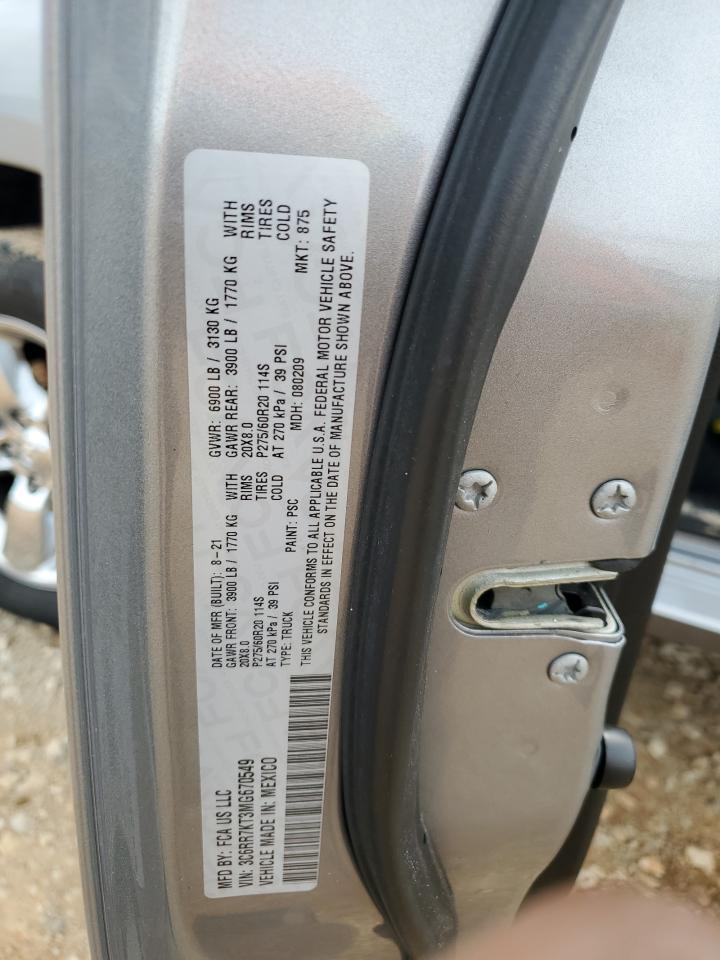 MFD BY: FCA US LLC
VIN: 3C6RR7KT3MG670549
VEHICLE MADE IN: MEXICO
DATE OF MFR (BUILT): 8-21 GVWR: 6900 LB / 3130 KG
GAWR FRONT: 3900 LB / 1770 KG WITH GAWR REAR: 3900 LB / 1770 KG WITH
20X8.0 RIMS 20X8.0 RIMS
P275/60R20 114S TIRES P275/60R20 114S TIRES
AT 270 kPa / 39 PSI COLD AT 270 kPa / 39 PSI COLD
TYPE: TRUCK PAINT: PSC MDH: 080209 MKT: 875
THIS VEHICLE CONFORMS TO ALL APPLICABLE U.S.A. FEDERAL MOTOR VEHICLE SAFETY
STANDARDS IN EFFECT ON THE DATE OF MANUFACTURE SHOWN ABOVE.